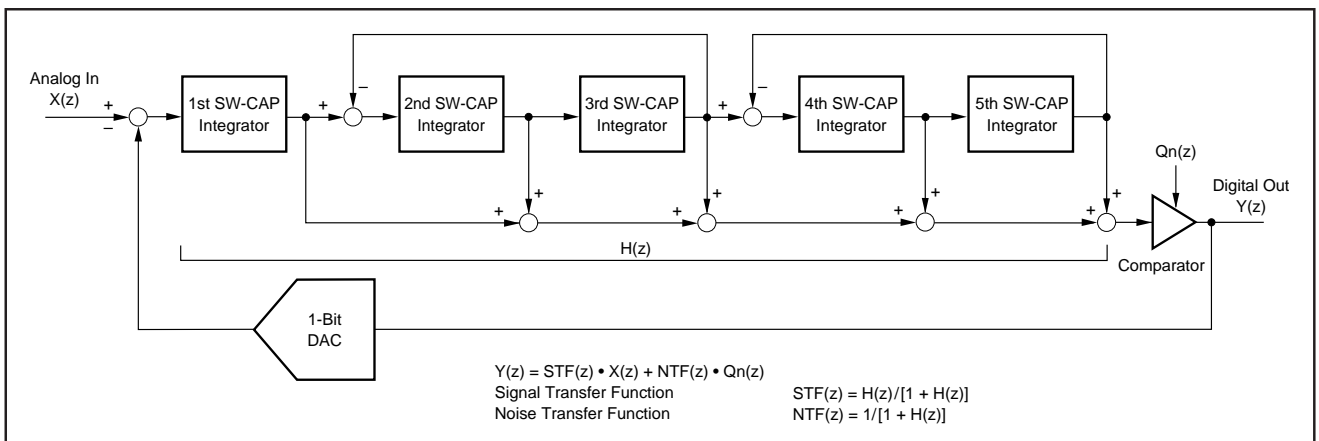 Analog In
X(z)
+
−
1st SW-CAP
Integrator
+
−
2nd SW-CAP
Integrator
3rd SW-CAP
Integrator
+
−
4th SW-CAP
Integrator
5th SW-CAP
Integrator
Qn(z)
Digital Out
Y(z)
+
+
+
+
+
+
+
+
H(z)
Comparator
1-Bit
DAC
Y(z) = STF(z) • X(z) + NTF(z) • Qn(z)
Signal Transfer Function STF(z) = H(z)/[1 + H(z)]
Noise Transfer Function NTF(z) = 1/[1 + H(z)]